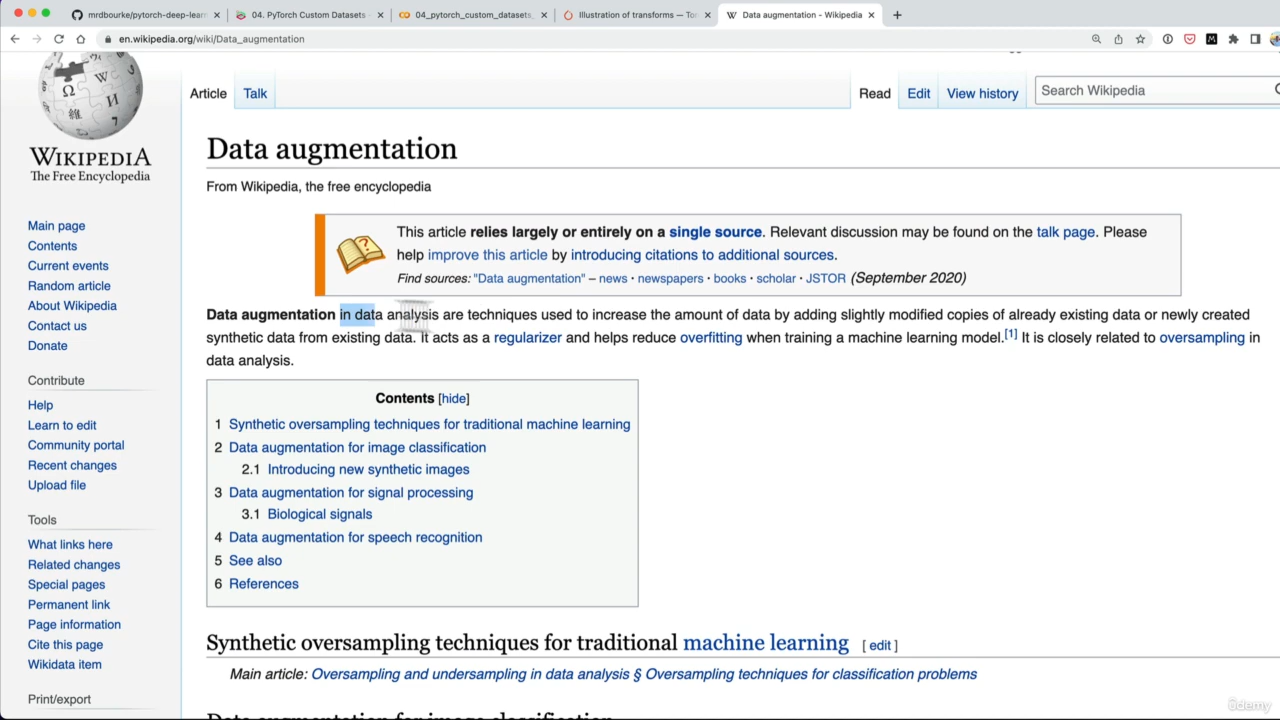 mrdbourke/pytorch-deep-lear
04. PyTorch Custom Datasets
04_pytorch_custom_datasets_
Illustration of transforms — Tor
Data augmentation - Wikipedia
en.wikipedia.org/wiki/Data_augmentation
WIKIPEDIA
The Free Encyclopedia
Main page
Contents
Current events
Random article
About Wikipedia
Contact us
Donate
Contribute
Help
Learn to edit
Community portal
Recent changes
Upload file
Tools
What links here
Related changes
Special pages
Permanent link
Page information
Cite this page
Wikidata item
Print/export
Article Talk Read Edit View history Search Wikipedia
Data augmentation
From Wikipedia, the free encyclopedia
This article relies largely or entirely on a single source. Relevant discussion may be found on the talk page. Please
help improve this article by introducing citations to additional sources.
Find sources: "Data augmentation" – news · newspapers · books · scholar · JSTOR (September 2020)
Data augmentation in data analysis are techniques used to increase the amount of data by adding slightly modified copies of already existing data or newly created
synthetic data from existing data. It acts as a regularizer and helps reduce overfitting when training a machine learning model.[1] It is closely related to oversampling in
data analysis.
Contents [hide]
1 Synthetic oversampling techniques for traditional machine learning
2 Data augmentation for image classification
2.1 Introducing new synthetic images
3 Data augmentation for signal processing
3.1 Biological signals
4 Data augmentation for speech recognition
5 See also
6 References
Synthetic oversampling techniques for traditional machine learning [ edit ]
Main article: Oversampling and undersampling in data analysis § Oversampling techniques for classification problems
Data augmentation for image classification
ûdemy